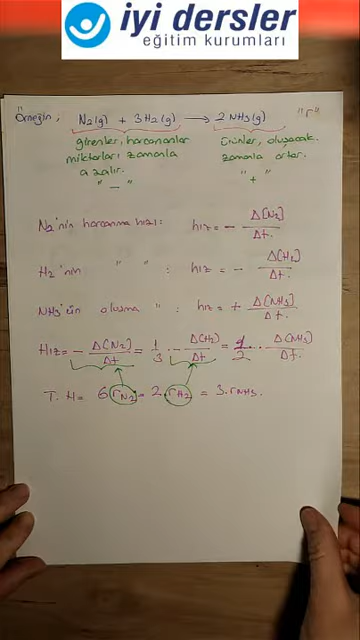 iyi dersler
eğitim kurumları
Örneğin; N₂(g) + 3H₂(g) → 2NH₃(g) "r"
girenler, harcananlar
miktarları zamanla
azalır.
" − "
ürünler, oluşacak.
zamanla artar.
" + "
N₂'nin harcanma hızı: hız = − Δ[N₂] / Δt.
H₂'nin " " : hız = − Δ[H₂] / Δt.
NH₃'ün oluşma " : hız = + Δ[NH₃] / Δt.
Hız = − Δ[N₂] / Δt = 1/3 · − Δ[H₂] / Δt = 1/2 · Δ[NH₃] / Δt.
T. H = 6 rN₂ = 2. rH₂ = 3. rNH₃.